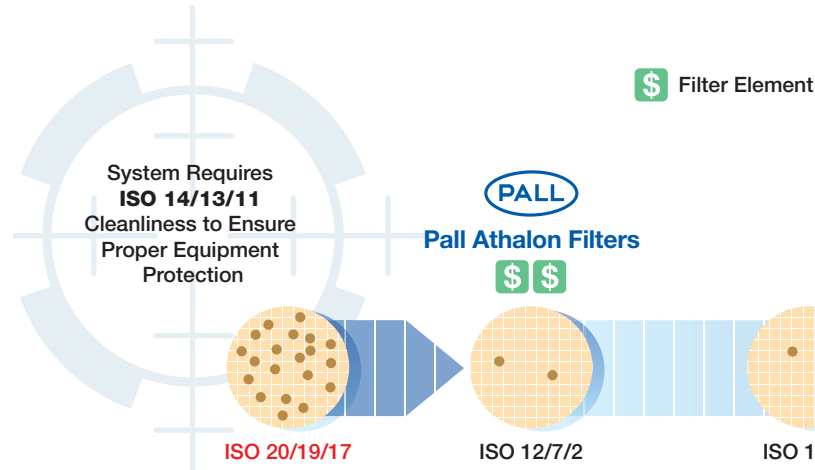 $ Filter Element
System Requires
ISO 14/13/11
Cleanliness to Ensure
Proper Equipment
Protection
PALL
Pall Athalon Filters
$ $
ISO 20/19/17
ISO 12/7/2
ISO 1